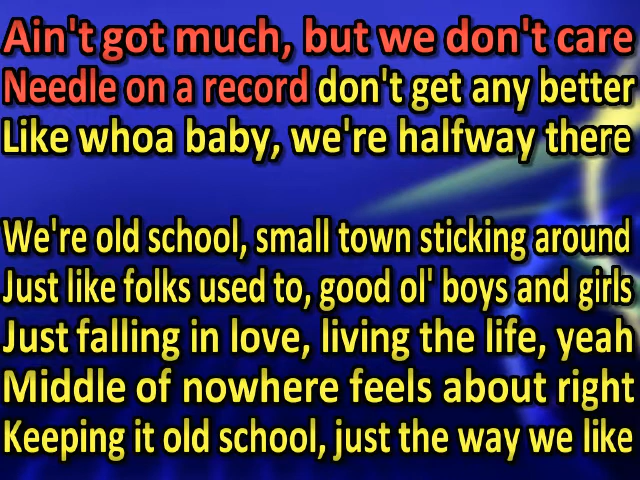 Ain't got much, but we don't care
Needle on a record don't get any better
Like whoa baby, we're halfway there
We're old school, small town sticking around
Just like folks used to, good ol' boys and girls
Just falling in love, living the life, yeah
Middle of nowhere feels about right
Keeping it old school, just the way we like